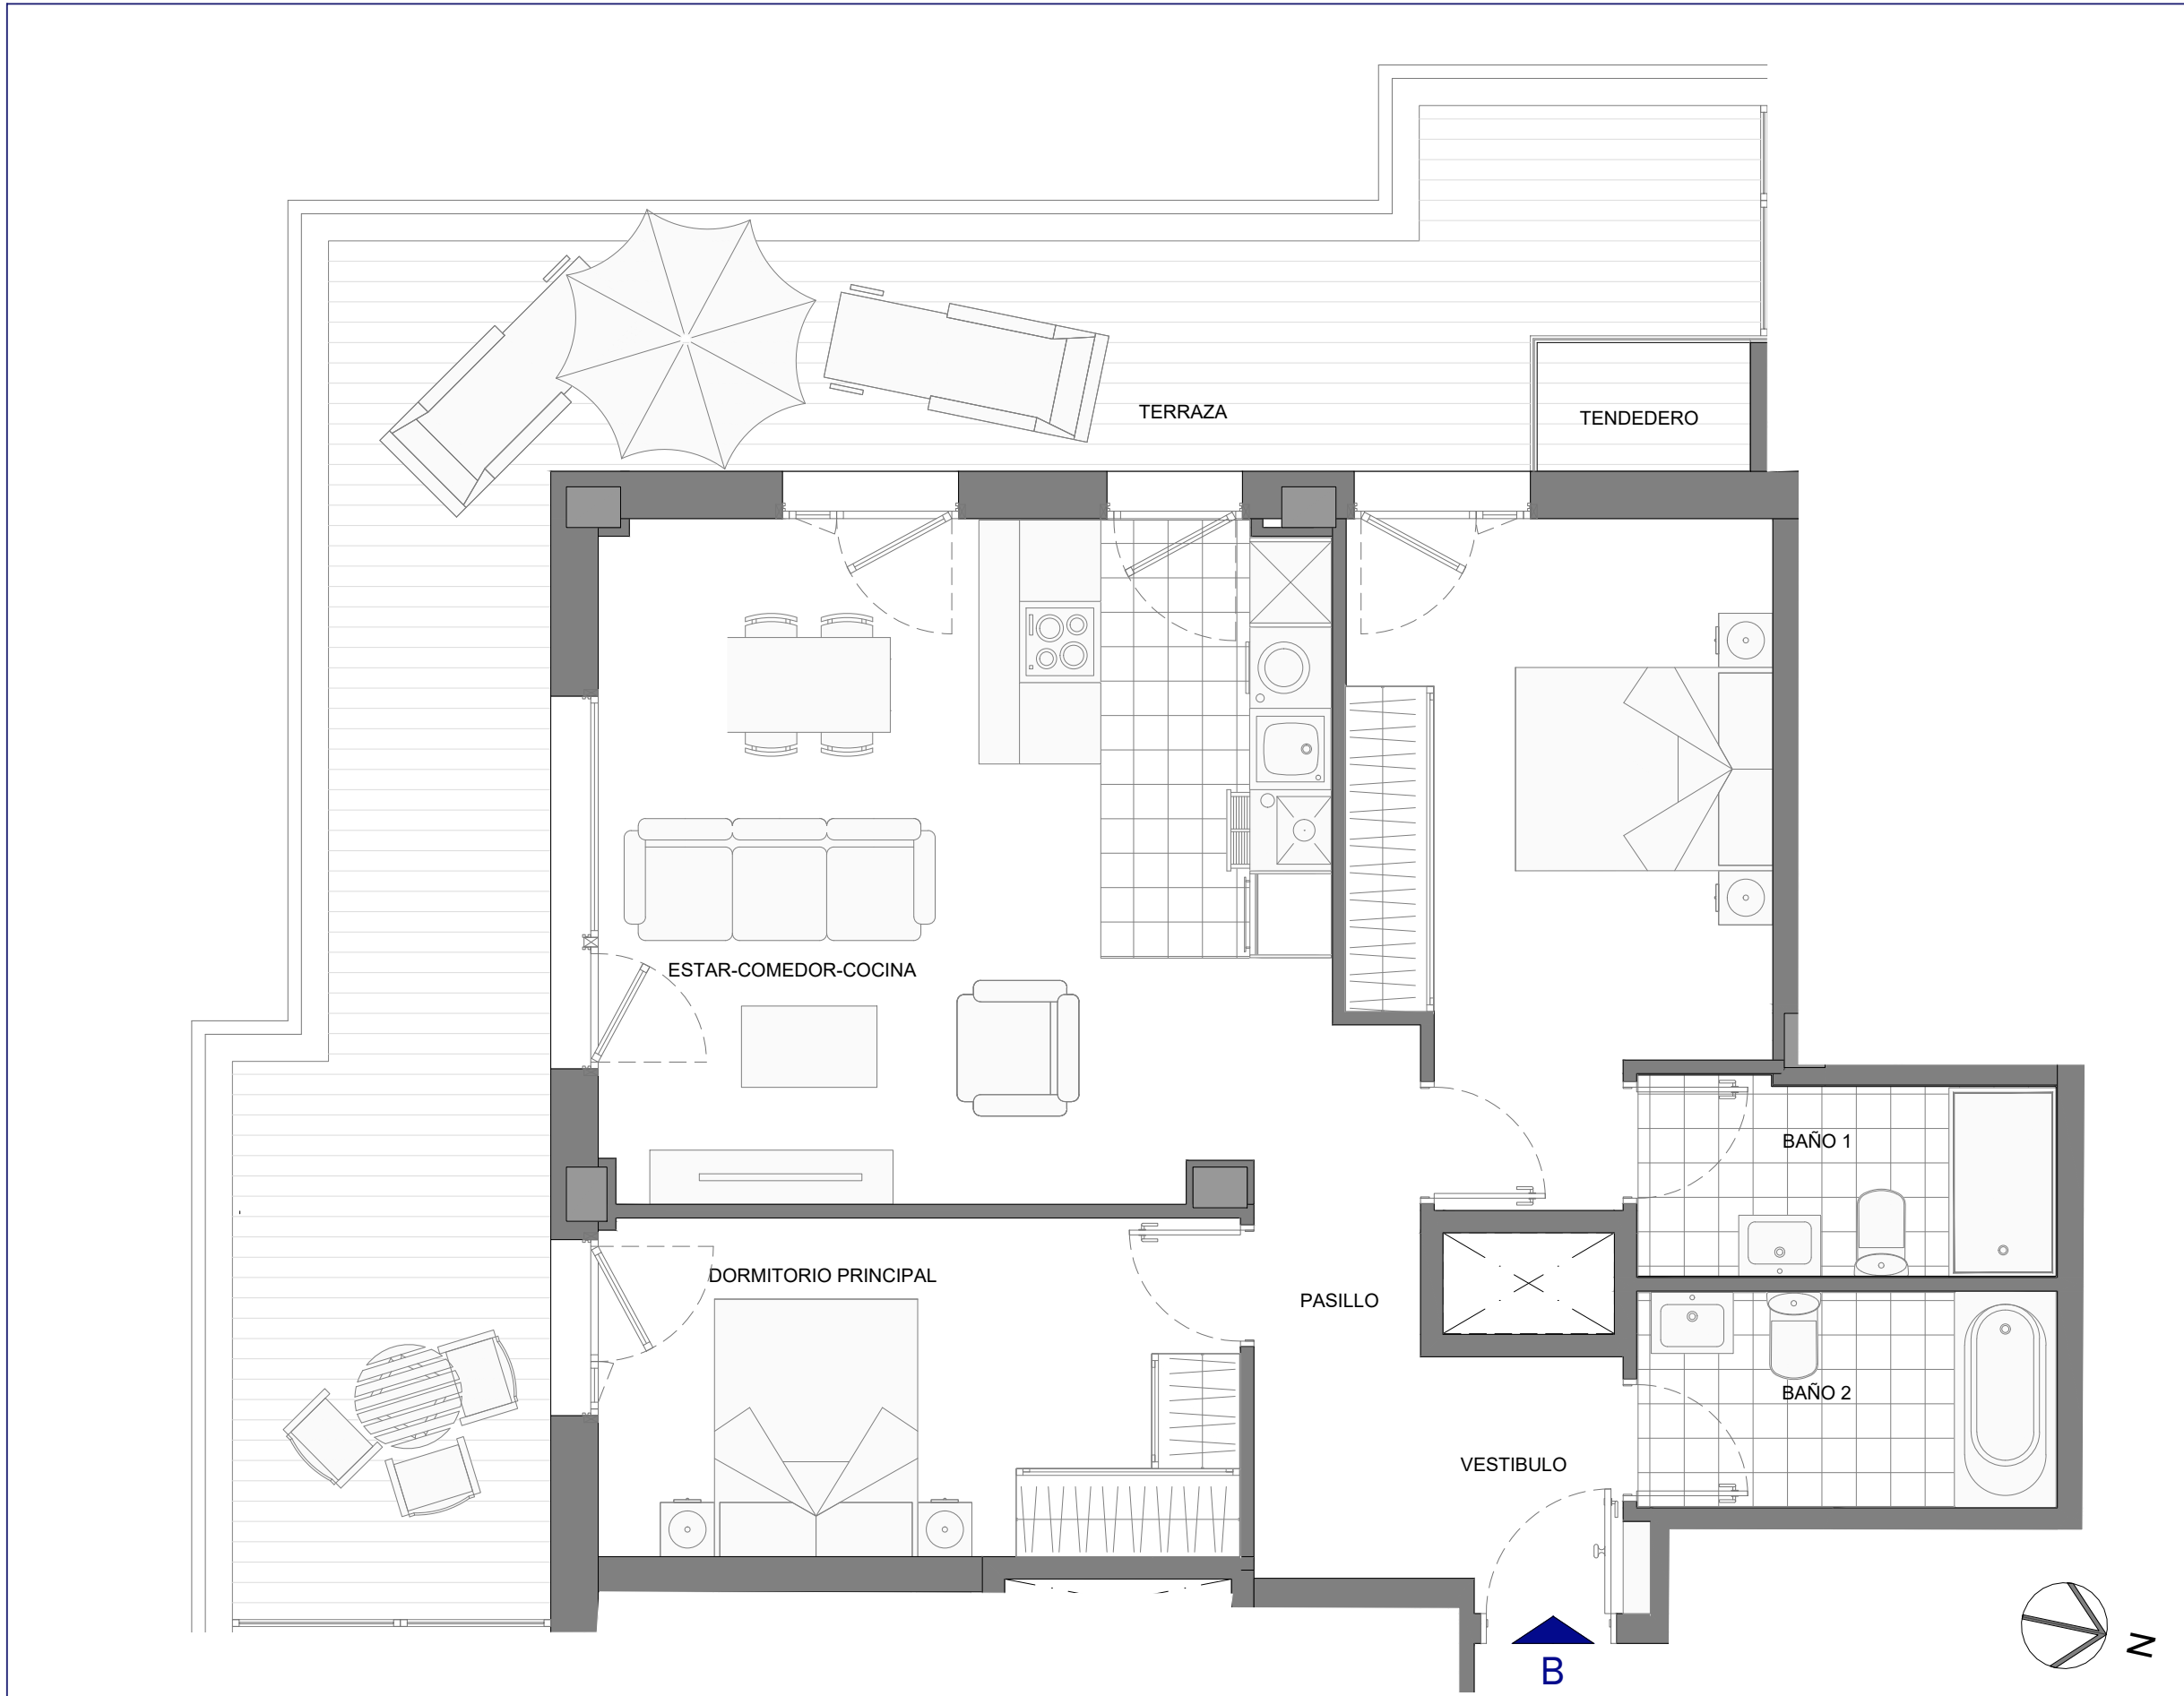 TERRAZA
TENDEDERO
ESTAR-COMEDOR-COCINA
BAÑO 1
DORMITORIO PRINCIPAL
PASILLO
BAÑO 2
VESTIBULO
N
B